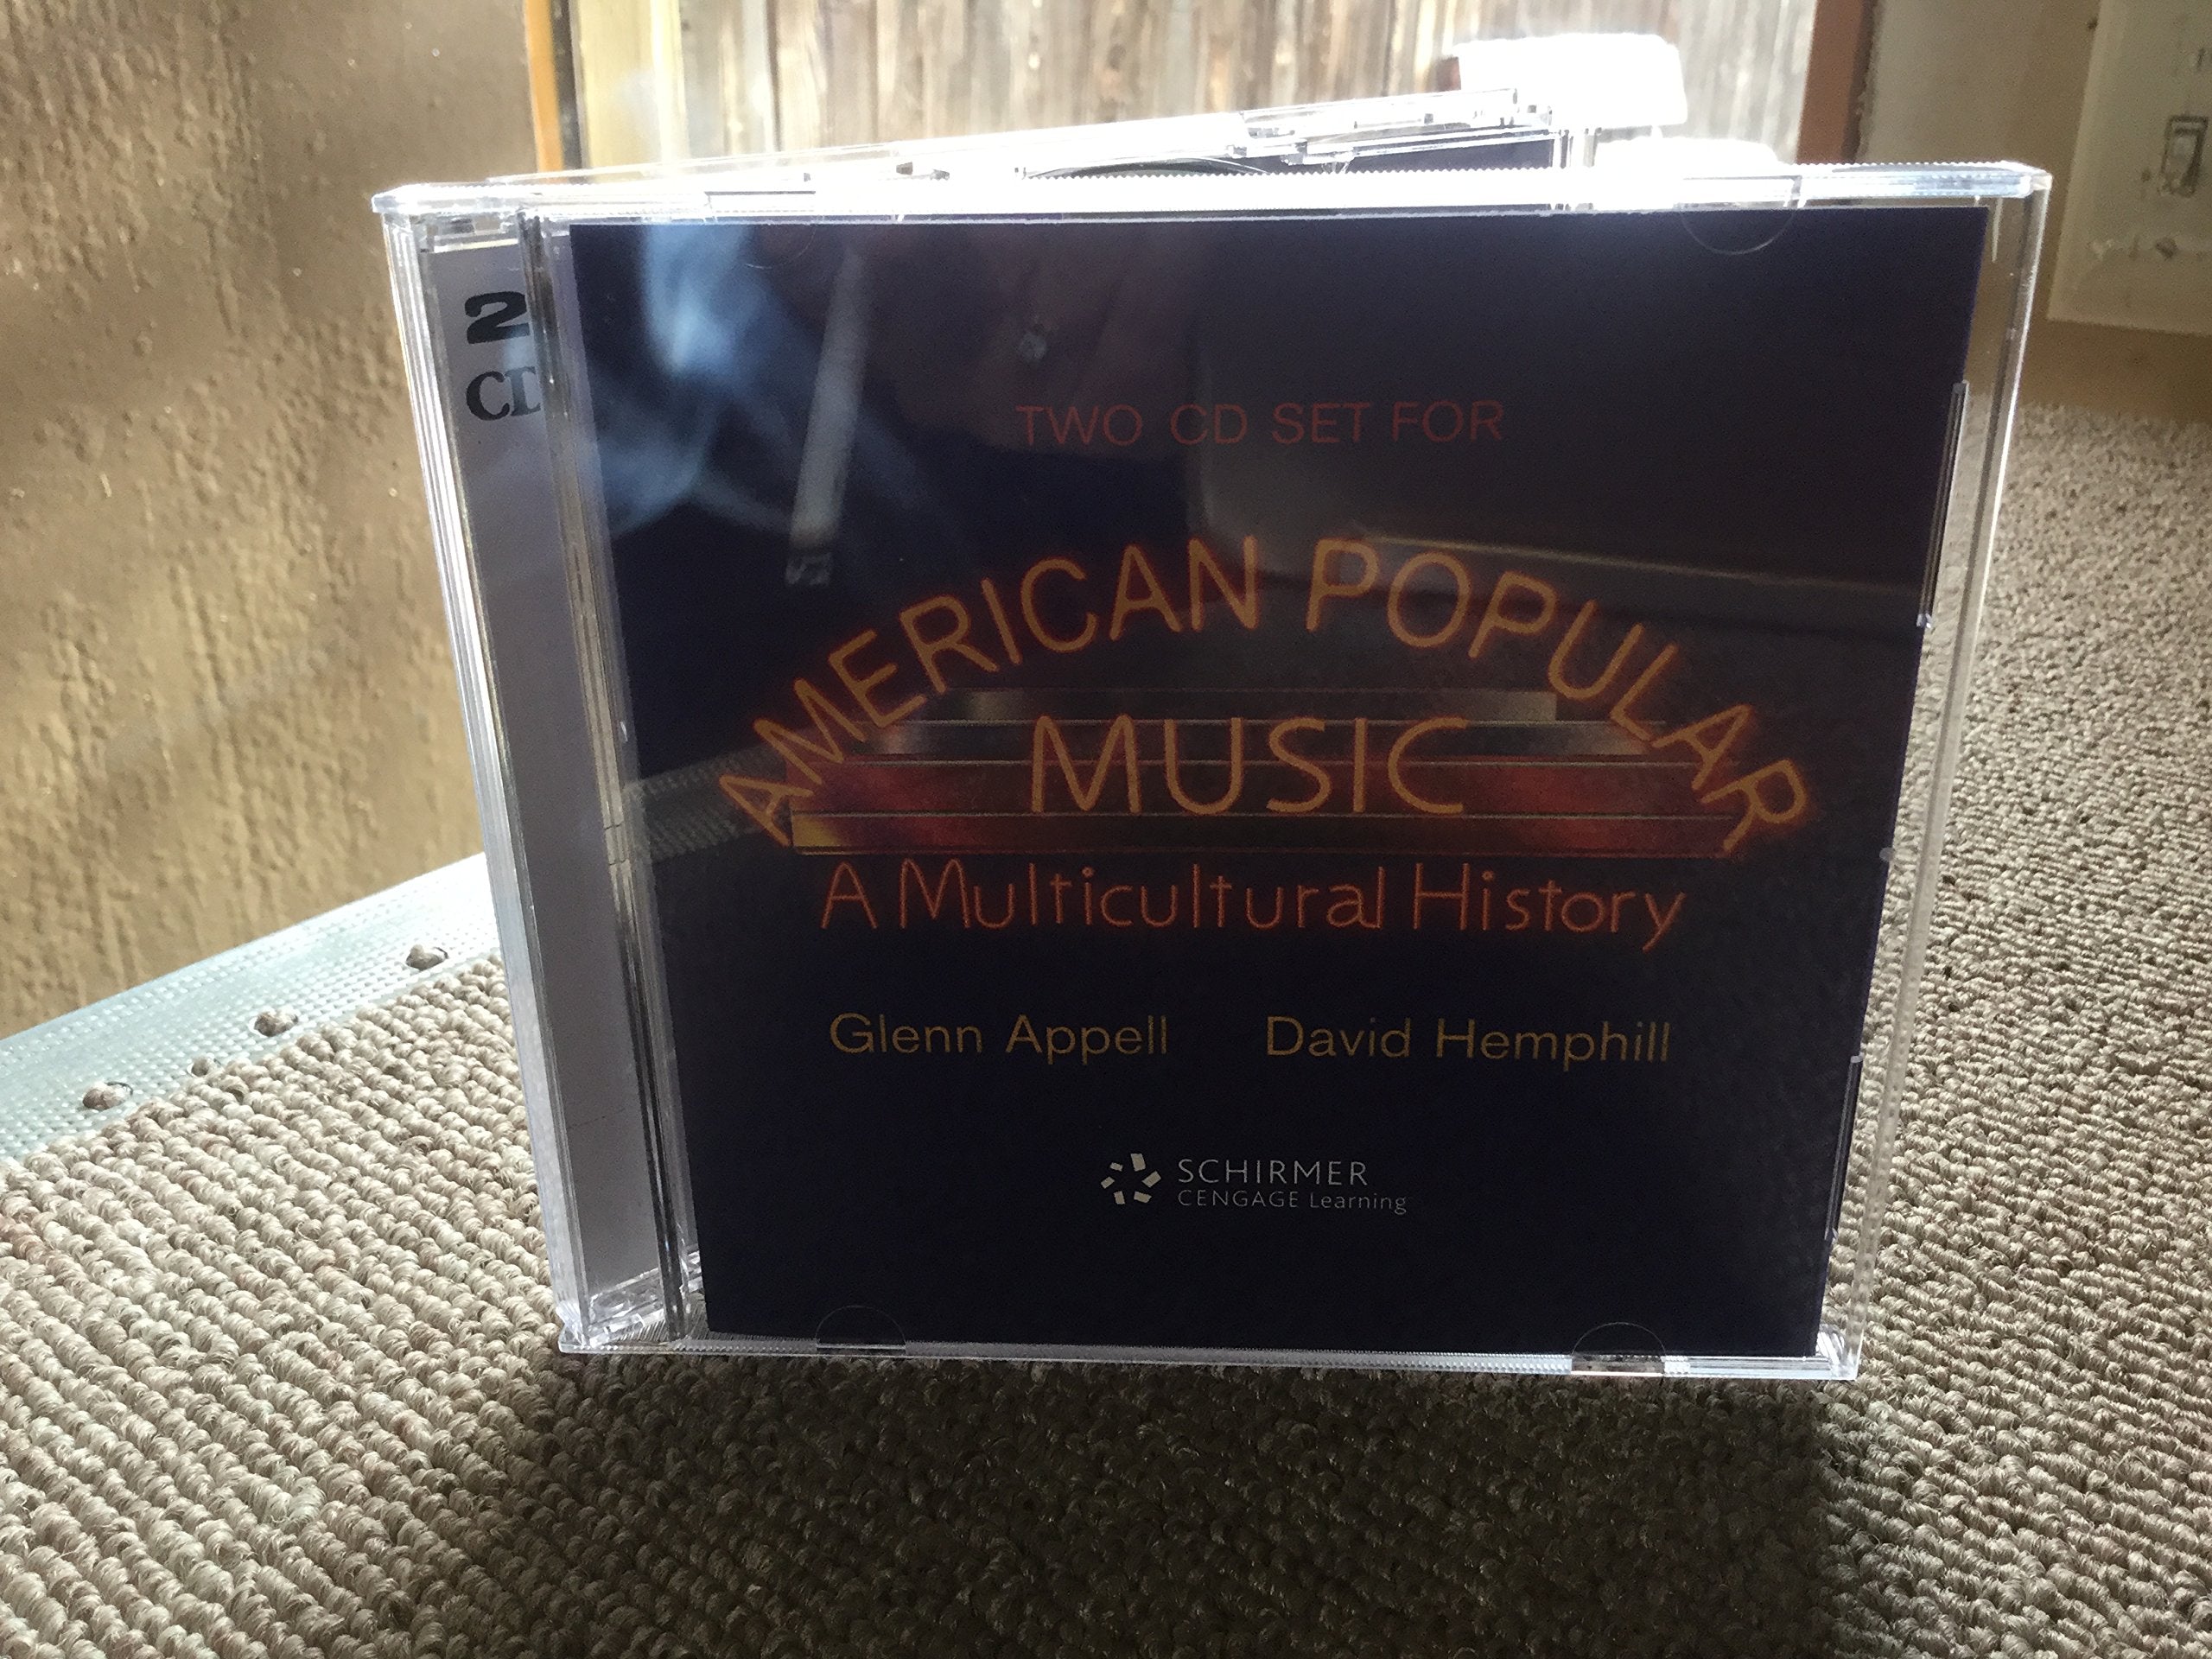 2
CD
TWO CD SET FOR
AMERICAN POPULAR
MUSIC
A Multicultural History
Glenn Appell David Hemphill
SCHIRMER
CENGAGE Learning